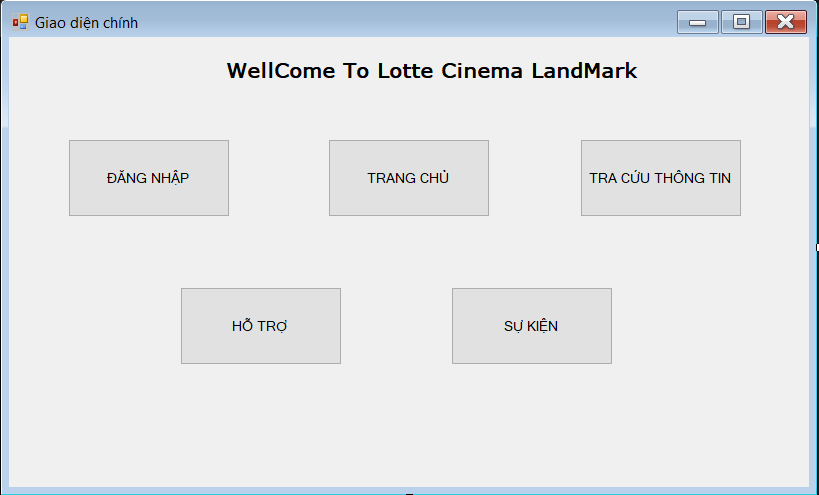 Giao diện chính
WellCome To Lotte Cinema LandMark
ĐĂNG NHẬP
TRANG CHỦ
TRA CỨU THÔNG TIN
HỖ TRỢ
SỰ KIỆN